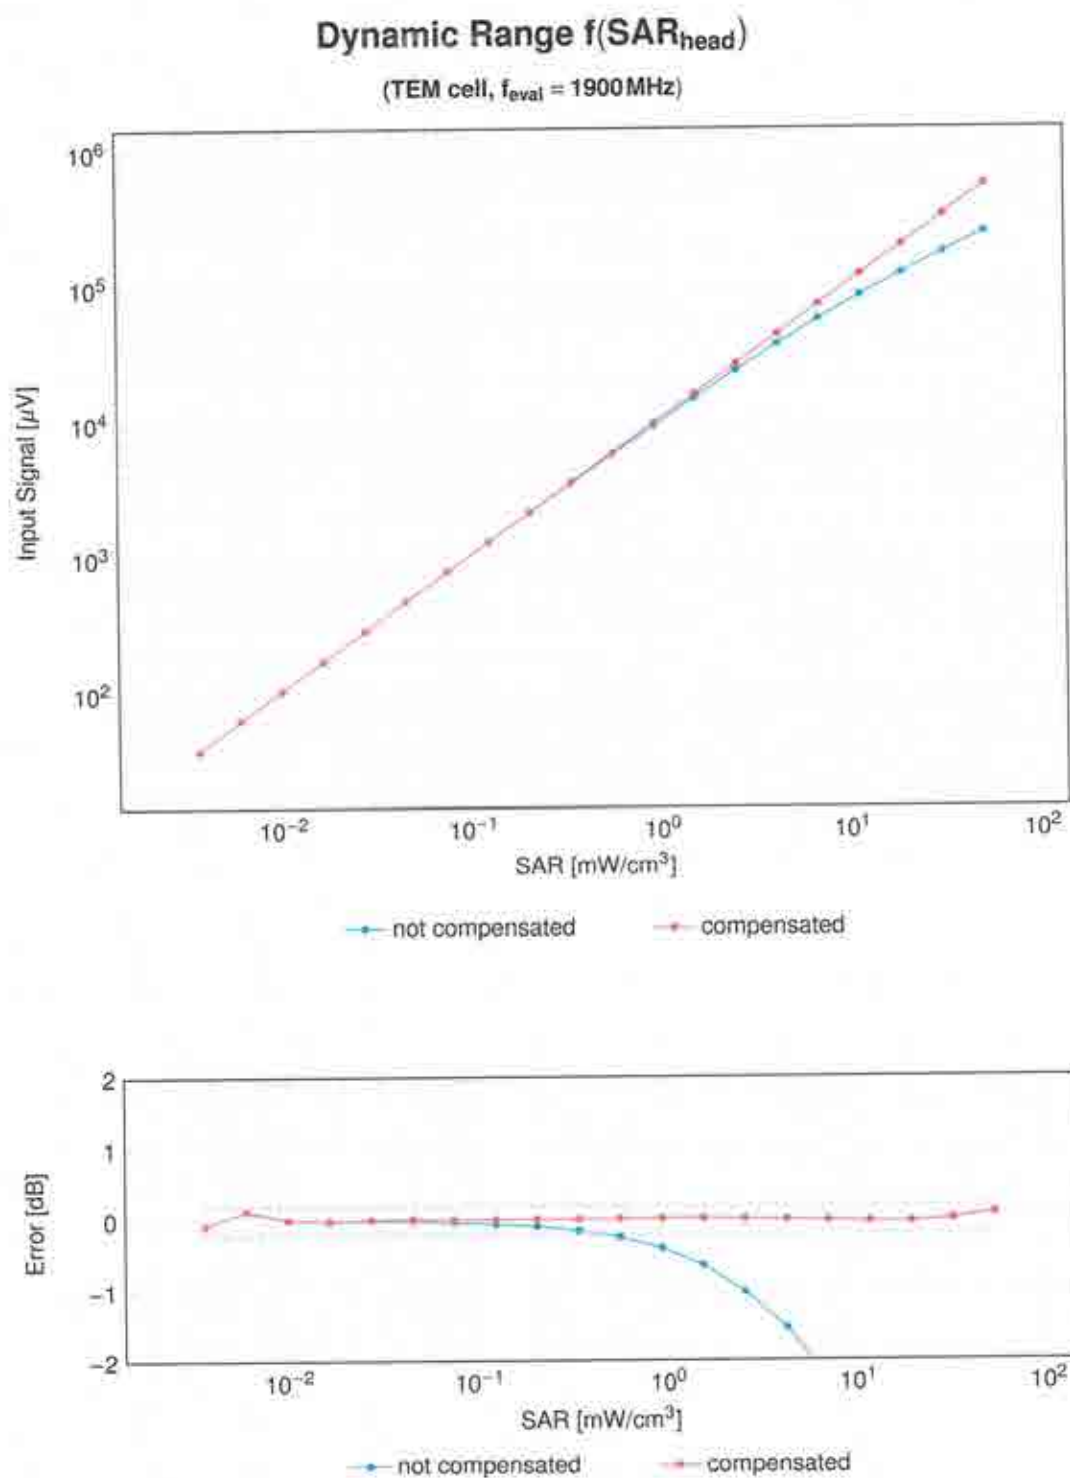 Dynamic Range f(SARhead)
(TEM cell, feval = 1900 MHz)
10⁶
10⁵
10⁴
10³
10²
Input Signal [µV]
10⁻² 10⁻¹ 10⁰ 10¹ 10²
SAR [mW/cm³]
not compensated compensated
2
1
0
−1
−2
Error [dB]
10⁻² 10⁻¹ 10⁰ 10¹ 10²
SAR [mW/cm³]
not compensated compensated